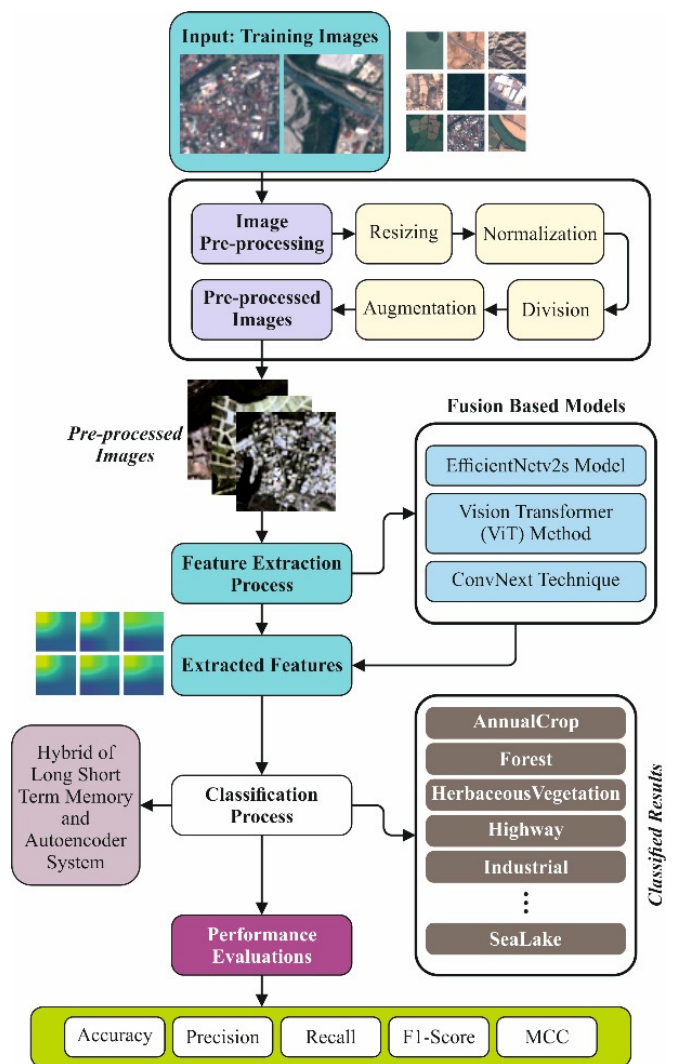 Input: Training Images
Image
Pre-processing
Resizing
Normalization
Pre-processed
Images
Augmentation
Division
Pre-processed
Images
Fusion Based Models
EfficientNetv2s Model
Vision Transformer
(ViT) Method
ConvNext Technique
Feature Extraction
Process
Extracted Features
Hybrid of
Long Short
Term Memory
and
Autoencoder
System
Classification
Process
AnnualCrop
Forest
HerbaceousVegetation
Highway
Industrial
SeaLake
Classified Results
Performance
Evaluations
Accuracy
Precision
Recall
F1-Score
MCC